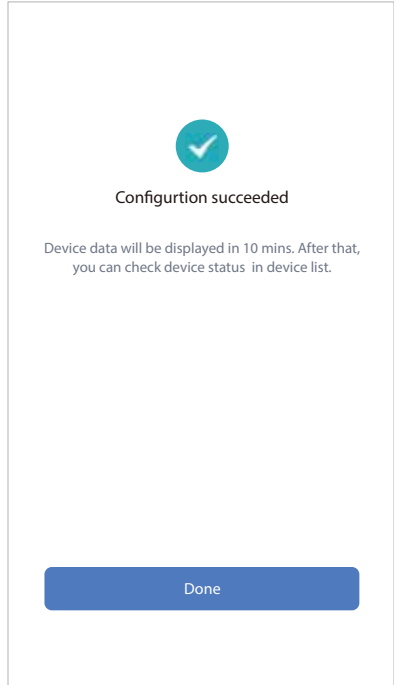 Configurtion succeeded
Device data will be displayed in 10 mins. After that,
you can check device status in device list.
Done